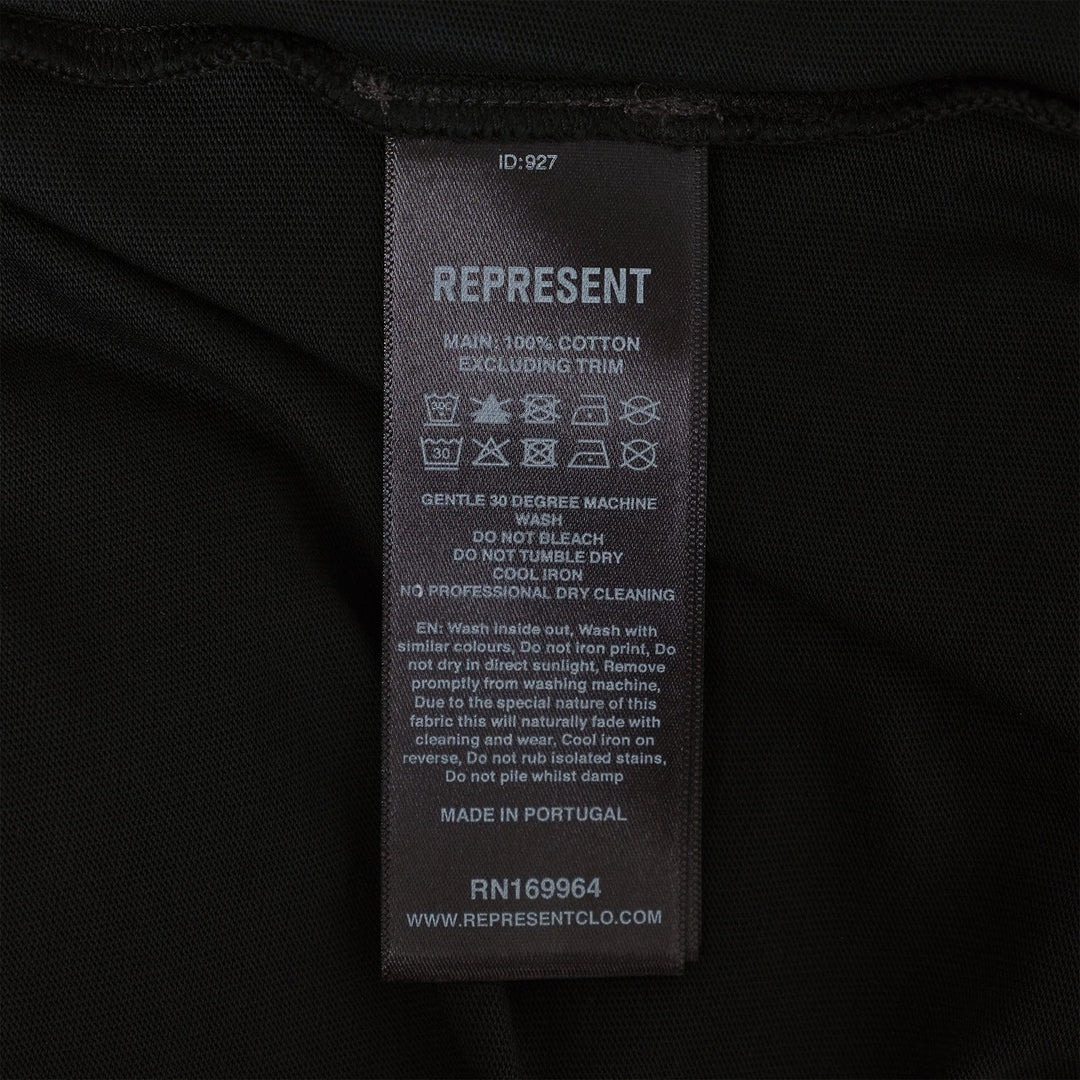 ID:927
REPRESENT
MAIN: 100% COTTON
EXCLUDING TRIM
30
GENTLE 30 DEGREE MACHINE
WASH
DO NOT BLEACH
DO NOT TUMBLE DRY
COOL IRON
NO PROFESSIONAL DRY CLEANING
EN: Wash inside out, Wash with
similar colours, Do not iron print, Do
not dry in direct sunlight, Remove
promptly from washing machine,
Due to the special nature of this
fabric this will naturally fade with
cleaning and wear, Cool iron on
reverse, Do not rub isolated stains,
Do not pile whilst damp
MADE IN PORTUGAL
RN169964
WWW.REPRESENTCLO.COM